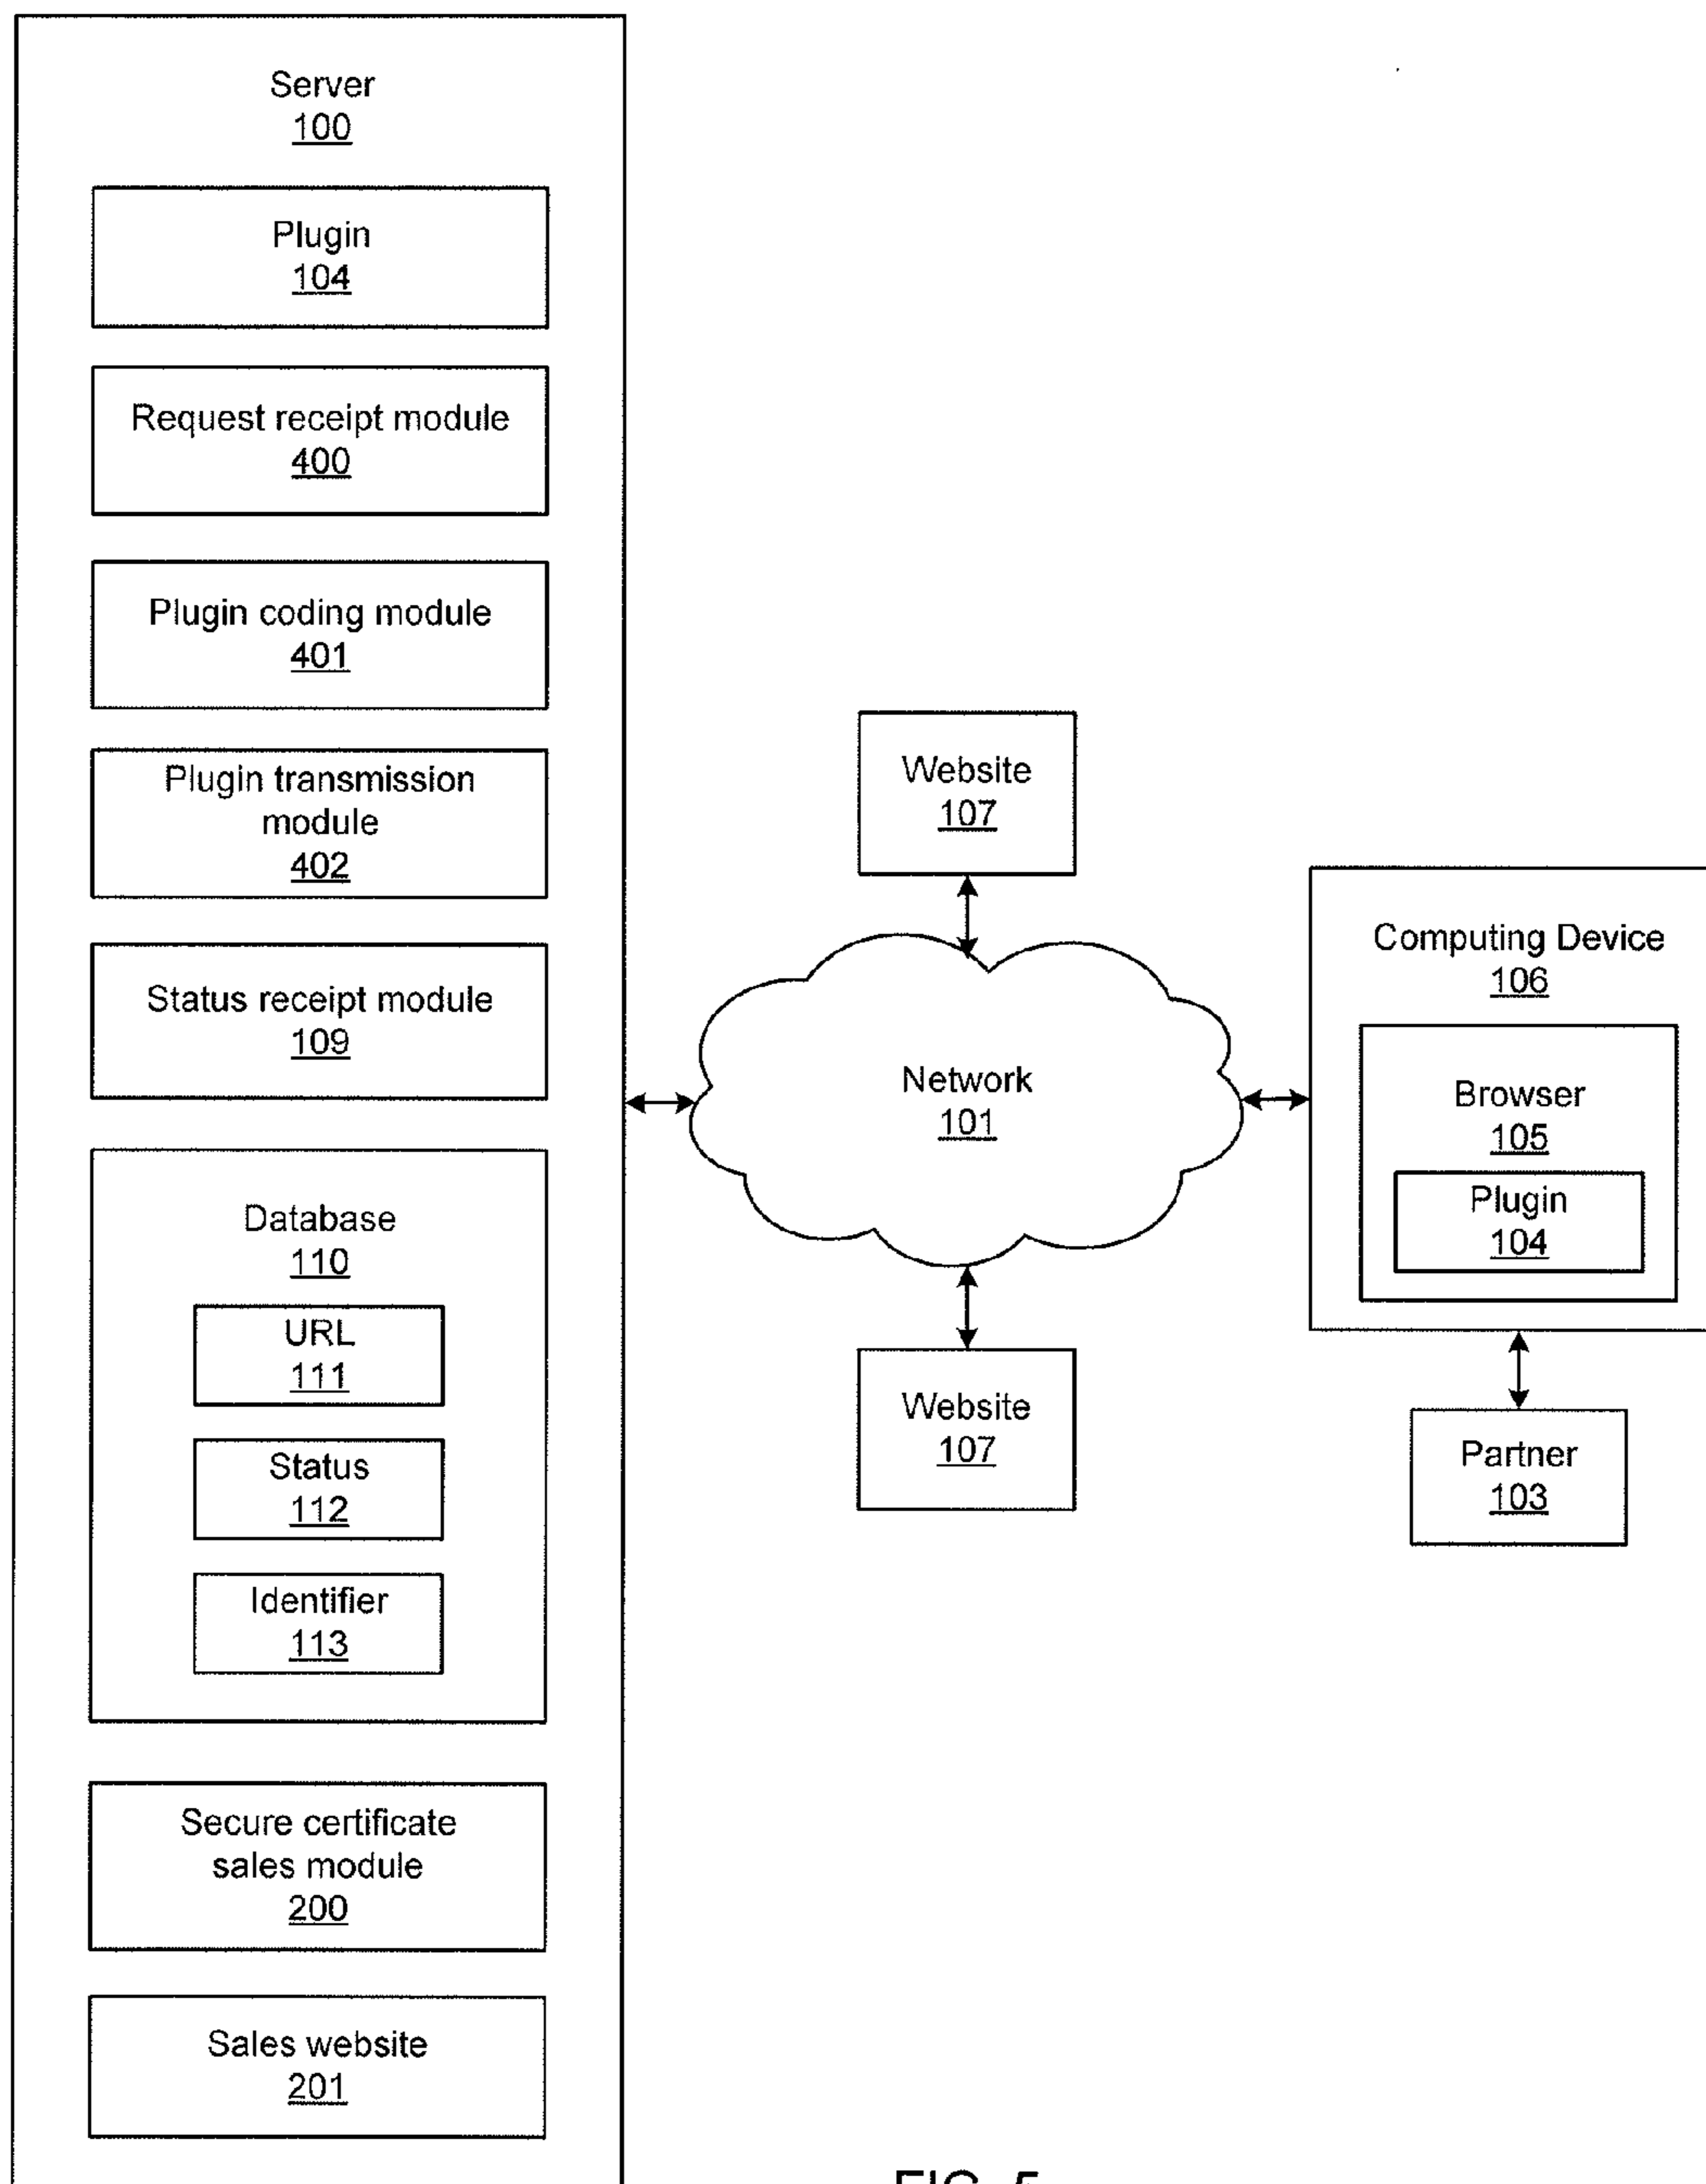 Server
100
Plugin
104
Request receipt module
400
Plugin coding module
401
Plugin transmission
module
402
Status receipt module
109
Database
110
URL
111
Status
112
Identifier
113
Secure certificate
sales module
200
Sales website
201
Website
107
Network
101
Website
107
Computing Device
106
Browser
105
Plugin
104
Partner
103
FIG. 5